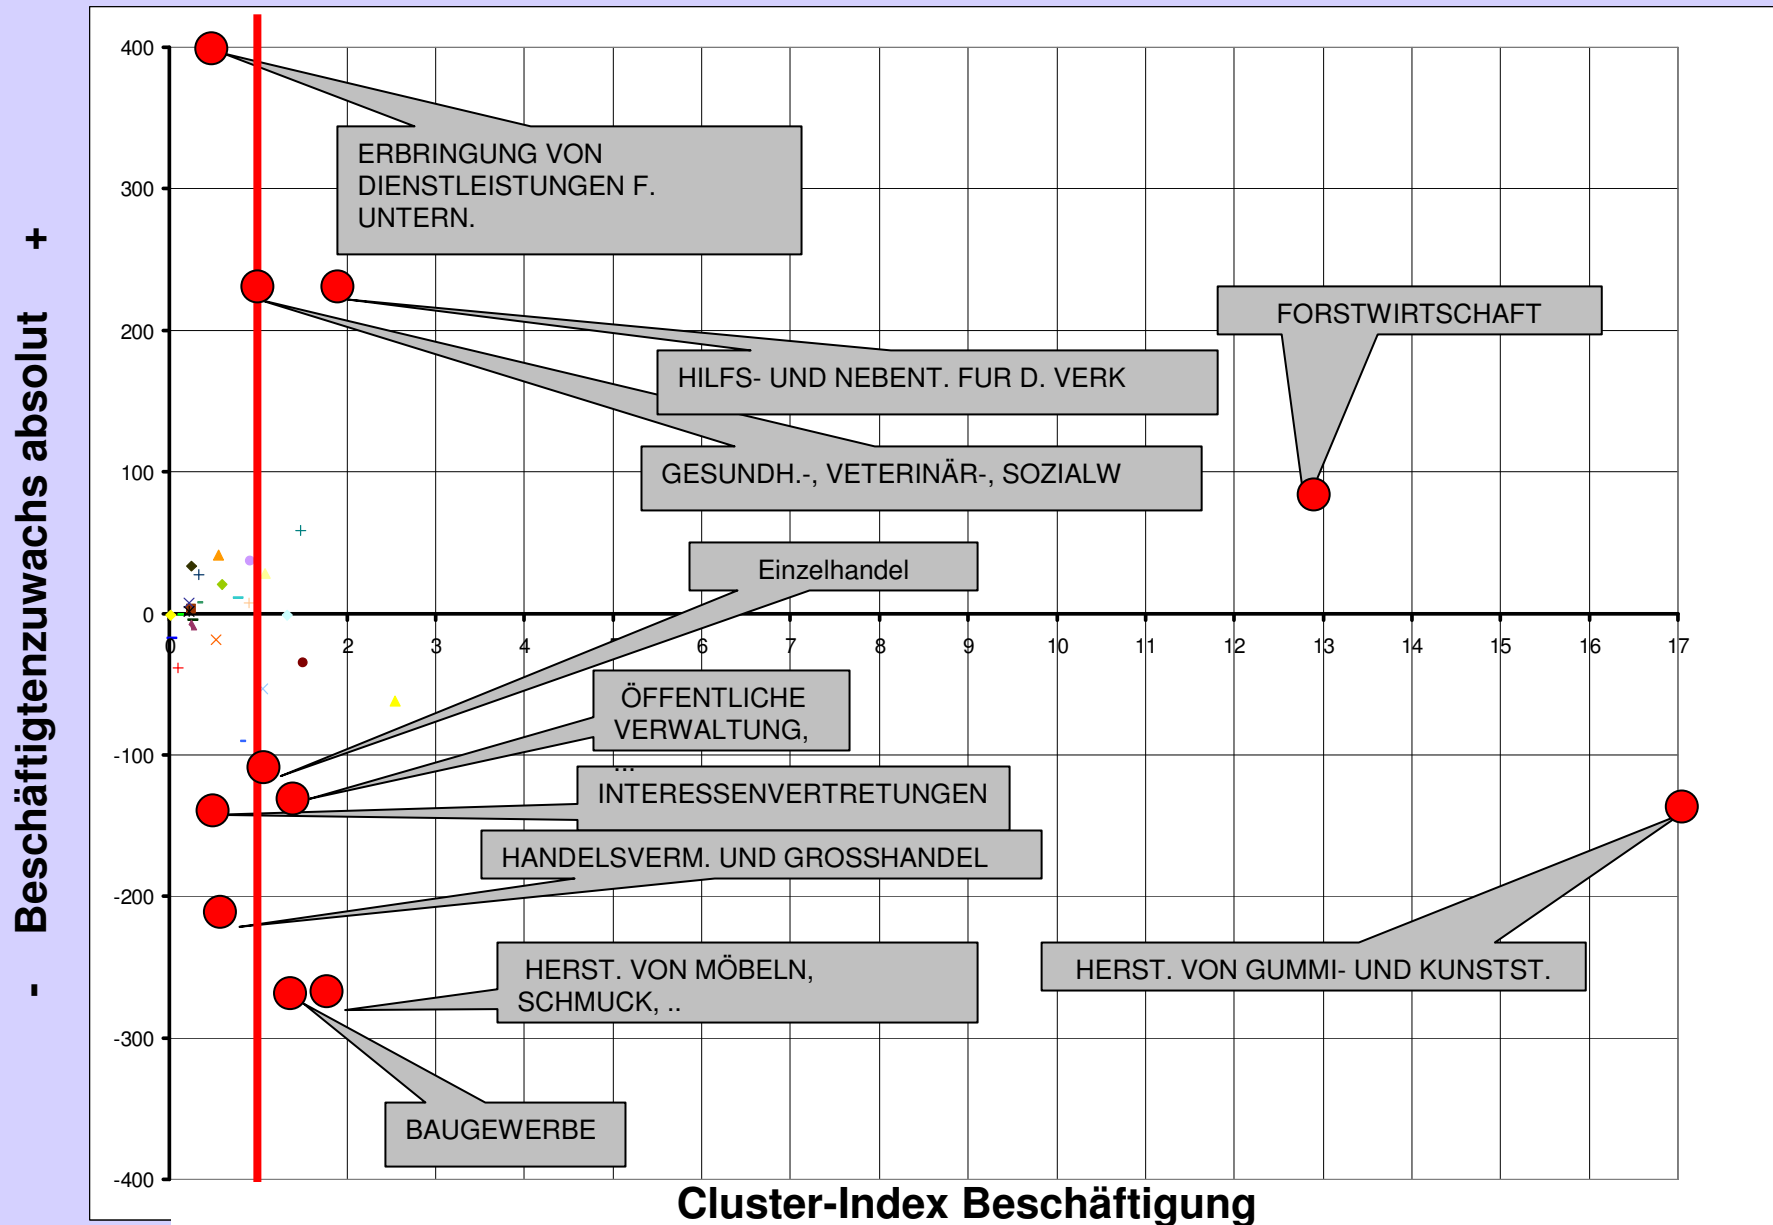 - Beschäftigtenzuwachs absolut +
400
300
200
100
0
-100
-200
-300
-400
ERBRINGUNG VON
DIENSTLEISTUNGEN F.
UNTERN.
FORSTWIRTSCHAFT
HILFS- UND NEBENT. FUR D. VERK
GESUNDH.-, VETERINÄR-, SOZIALW
Einzelhandel
0 2 3 4 5 6 7 8 9 10 11 12 13 14 15 16 17
ÖFFENTLICHE
VERWALTUNG,
...
INTERESSENVERTRETUNGEN
HANDELSVERM. UND GROSSHANDEL
HERST. VON MÖBELN,
SCHMUCK, ..
HERST. VON GUMMI- UND KUNSTST.
BAUGEWERBE
Cluster-Index Beschäftigung